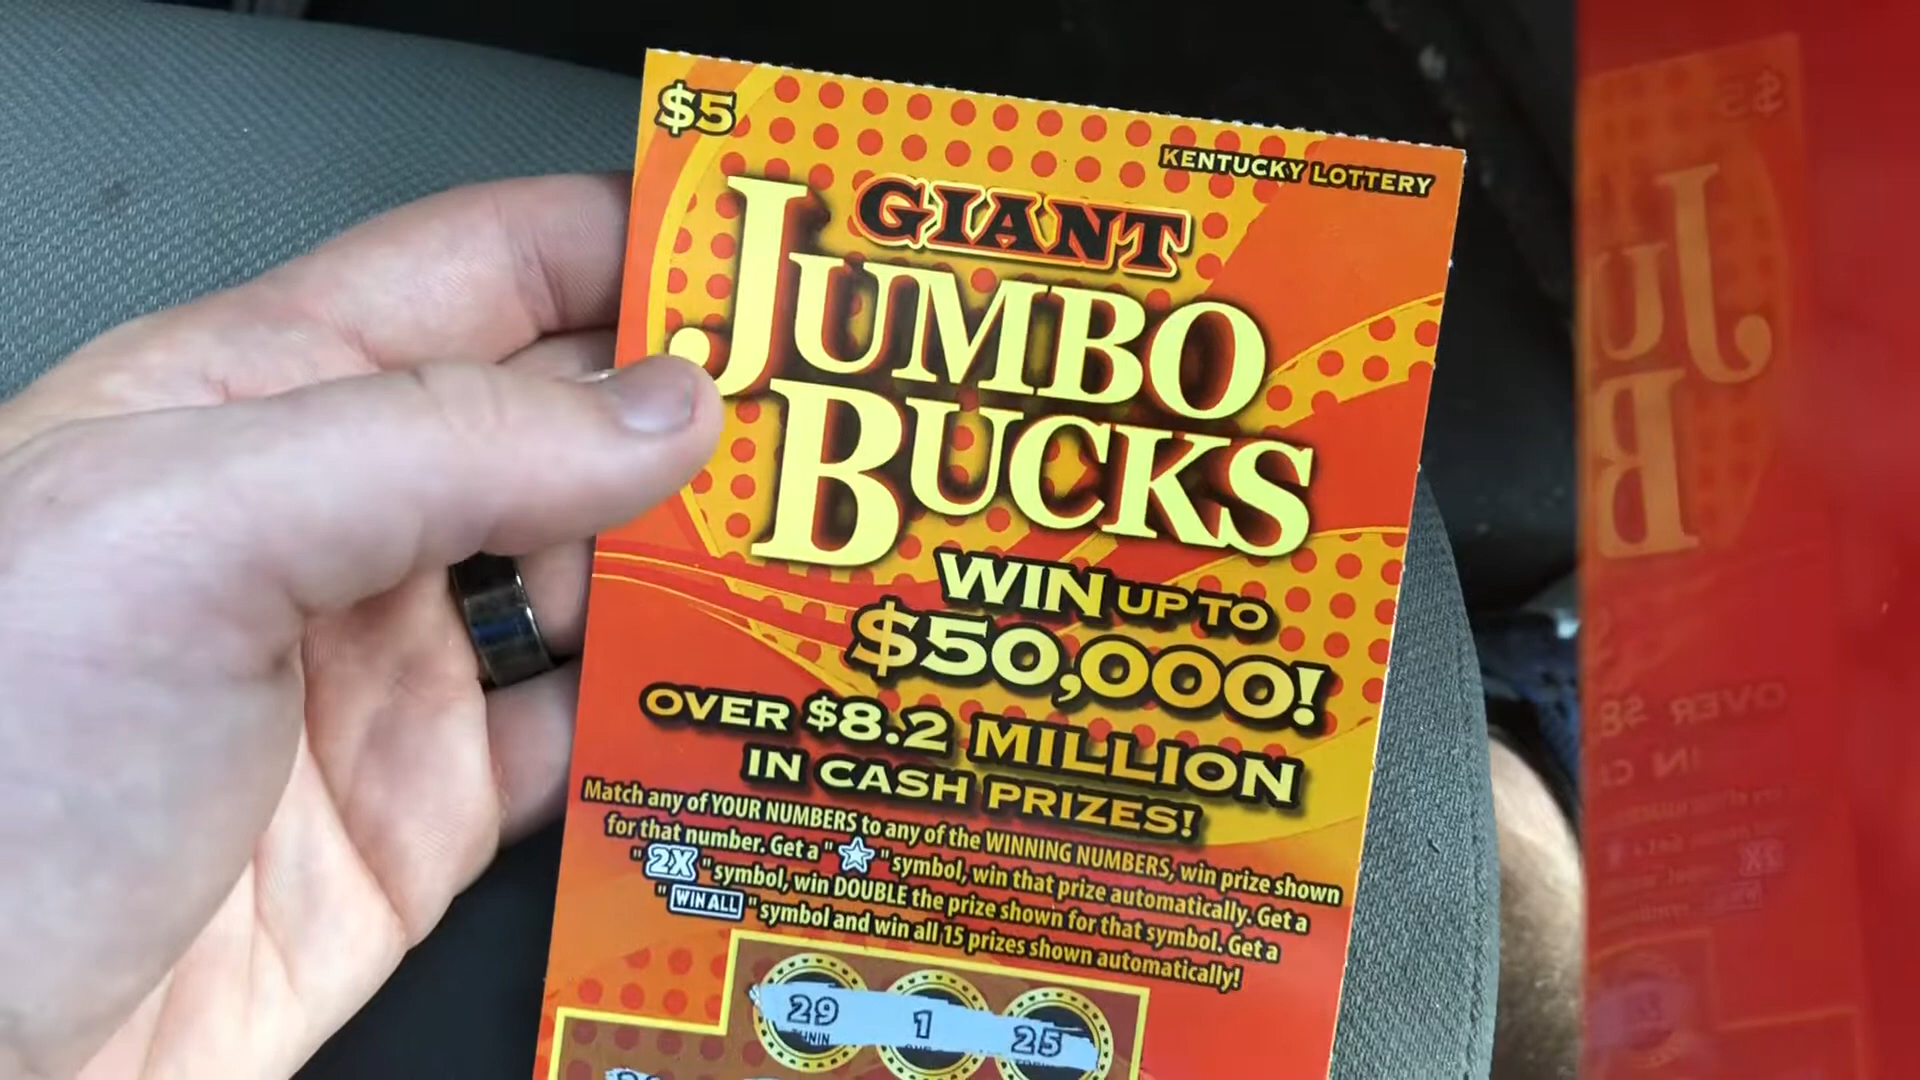 $5
KENTUCKY LOTTERY
GIANT
JUMBO
BUCKS
WIN UP TO
$50,000!
OVER $8.2 MILLION
IN CASH PRIZES!
Match any of YOUR NUMBERS to any of the WINNING NUMBERS, win prize shown
for that number. Get a "☆" symbol, win that prize automatically. Get a
"2X" symbol, win DOUBLE the prize shown for that symbol. Get a
"WIN ALL" symbol and win all 15 prizes shown automatically!
29 1 25